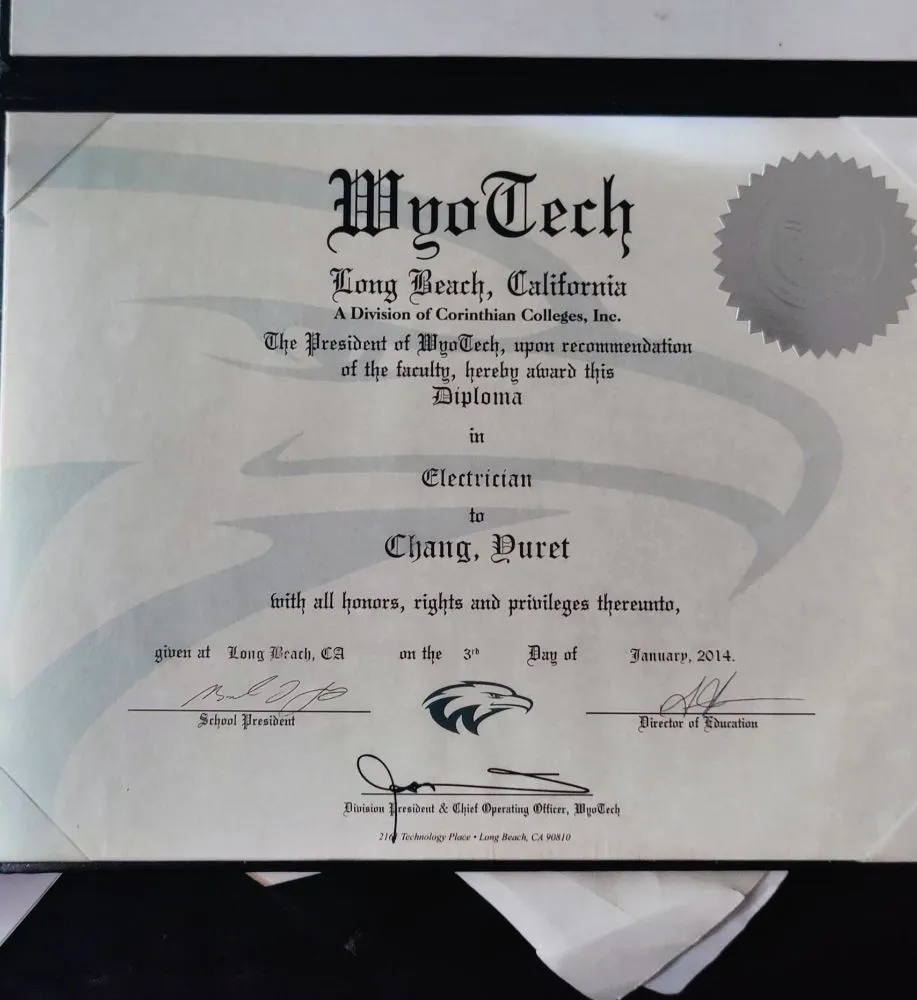 WyoTech
Long Beach, California
A Division of Corinthian Colleges, Inc.
The President of WyoTech, upon recommendation
of the faculty, hereby award this
Diploma
in
Electrician
to
Chang, Yuret
with all honors, rights and privileges thereunto,
given at Long Beach, CA on the 3rd Day of January, 2014.
School President Director of Education
Division President & Chief Operating Officer, WyoTech
Technology Place • Long Beach, CA 90810